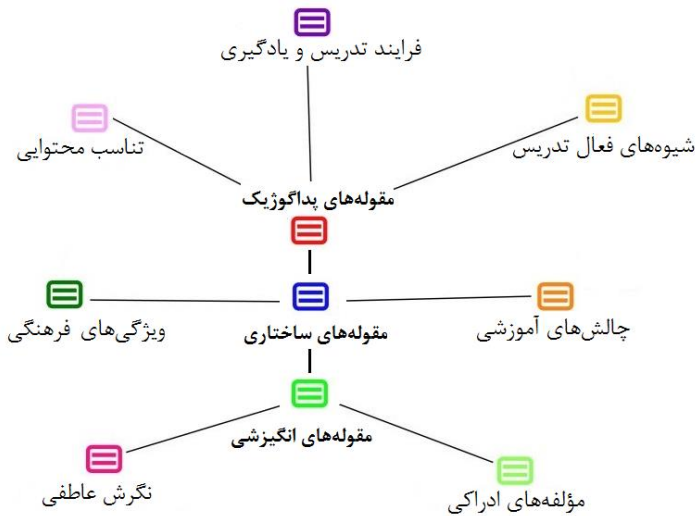 فرایند تدریس و یادگیری
شیوه‌های فعال تدریس
تناسب محتوایی
مقوله‌های پداگوژیک
چالش‌های آموزشی
مقوله‌های ساختاری
ویژگی‌های فرهنگی
مقوله‌های انگیزشی
مؤلفه‌های ادراکی
نگرش عاطفی